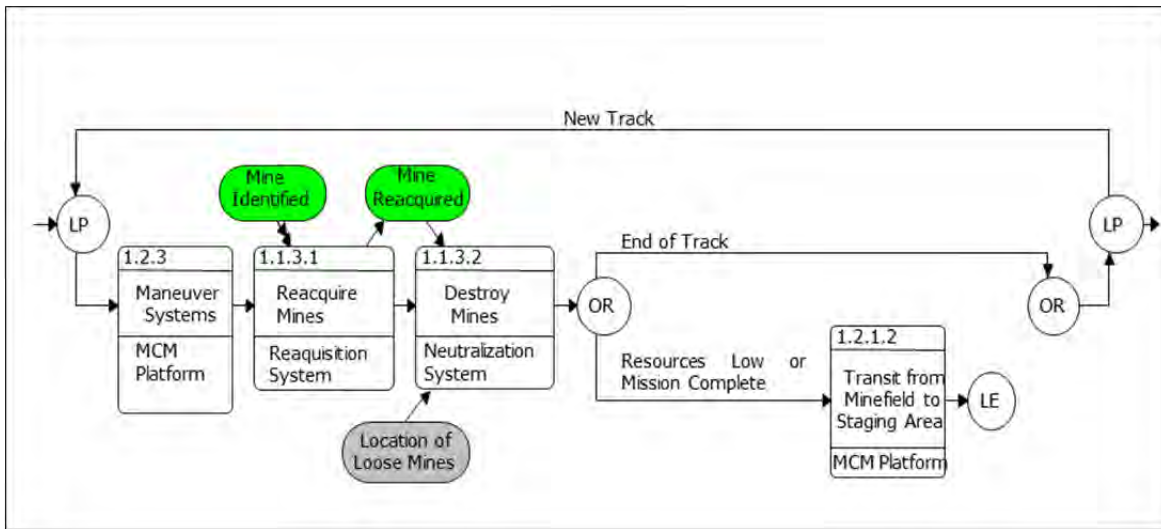 New Track
Mine
Identified
Mine
Reacquired
LP
LP
1.2.3
Maneuver
Systems
MCM
Platform
1.1.3.1
Reacquire
Mines
Reaquisition
System
1.1.3.2
Destroy
Mines
Neutralization
System
End of Track
OR
OR
Resources Low or
Mission Complete
1.2.1.2
Transit from
Minefield to
Staging Area
MCM Platform
LE
Location of
Loose Mines